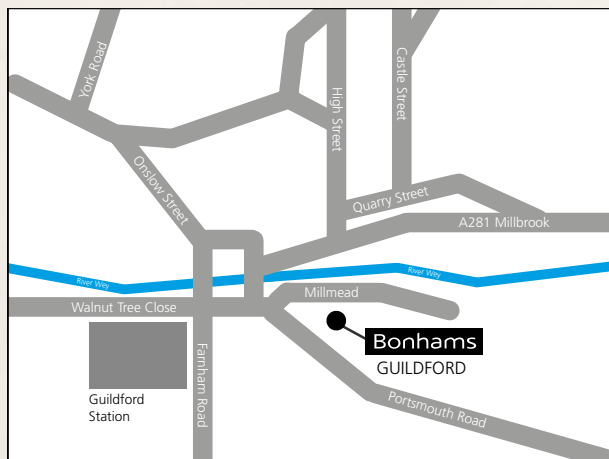 York Road
Onslow Street
High Street
Castle Street
Quarry Street
A281 Millbrook
River Wey
River Wey
Walnut Tree Close
Millmead
Bonhams
GUILDFORD
Guildford
Station
Farnham Road
Portsmouth Road